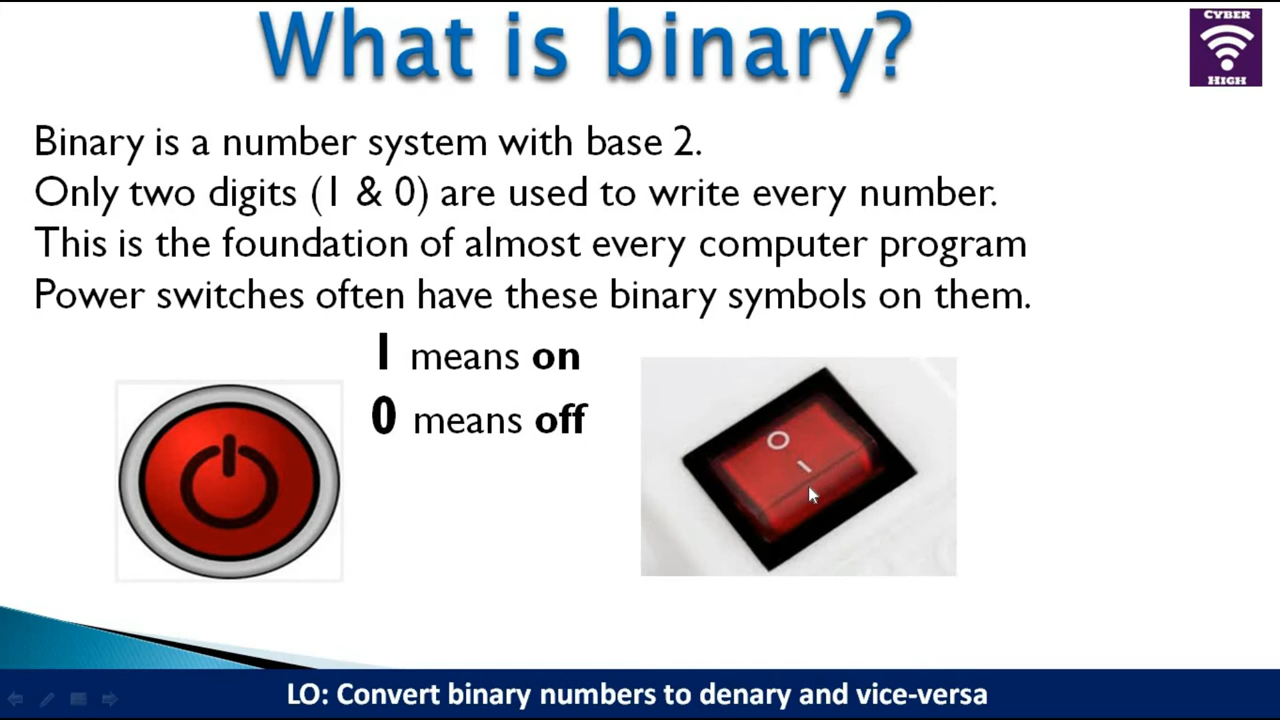 What is binary?
CYBER
HIGH
Binary is a number system with base 2.
Only two digits (1 & 0) are used to write every number.
This is the foundation of almost every computer program
Power switches often have these binary symbols on them.
1 means on
0 means off
O
I
LO: Convert binary numbers to denary and vice-versa